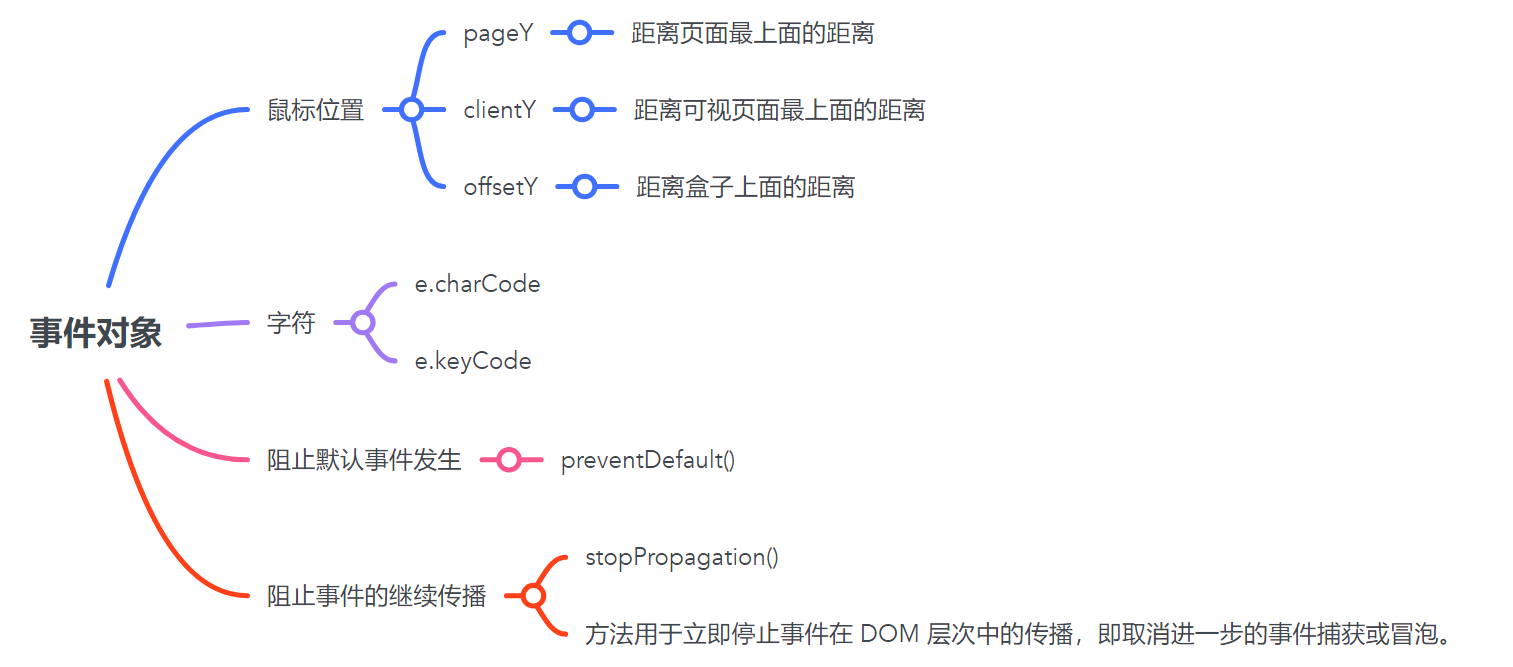 事件对象
鼠标位置
pageY
距离页面最上面的距离
clientY
距离可视页面最上面的距离
offsetY
距离盒子上面的距离
字符
e.charCode
e.keyCode
阻止默认事件发生
preventDefault()
阻止事件的继续传播
stopPropagation()
方法用于立即停止事件在 DOM 层次中的传播，即取消进一步的事件捕获或冒泡。